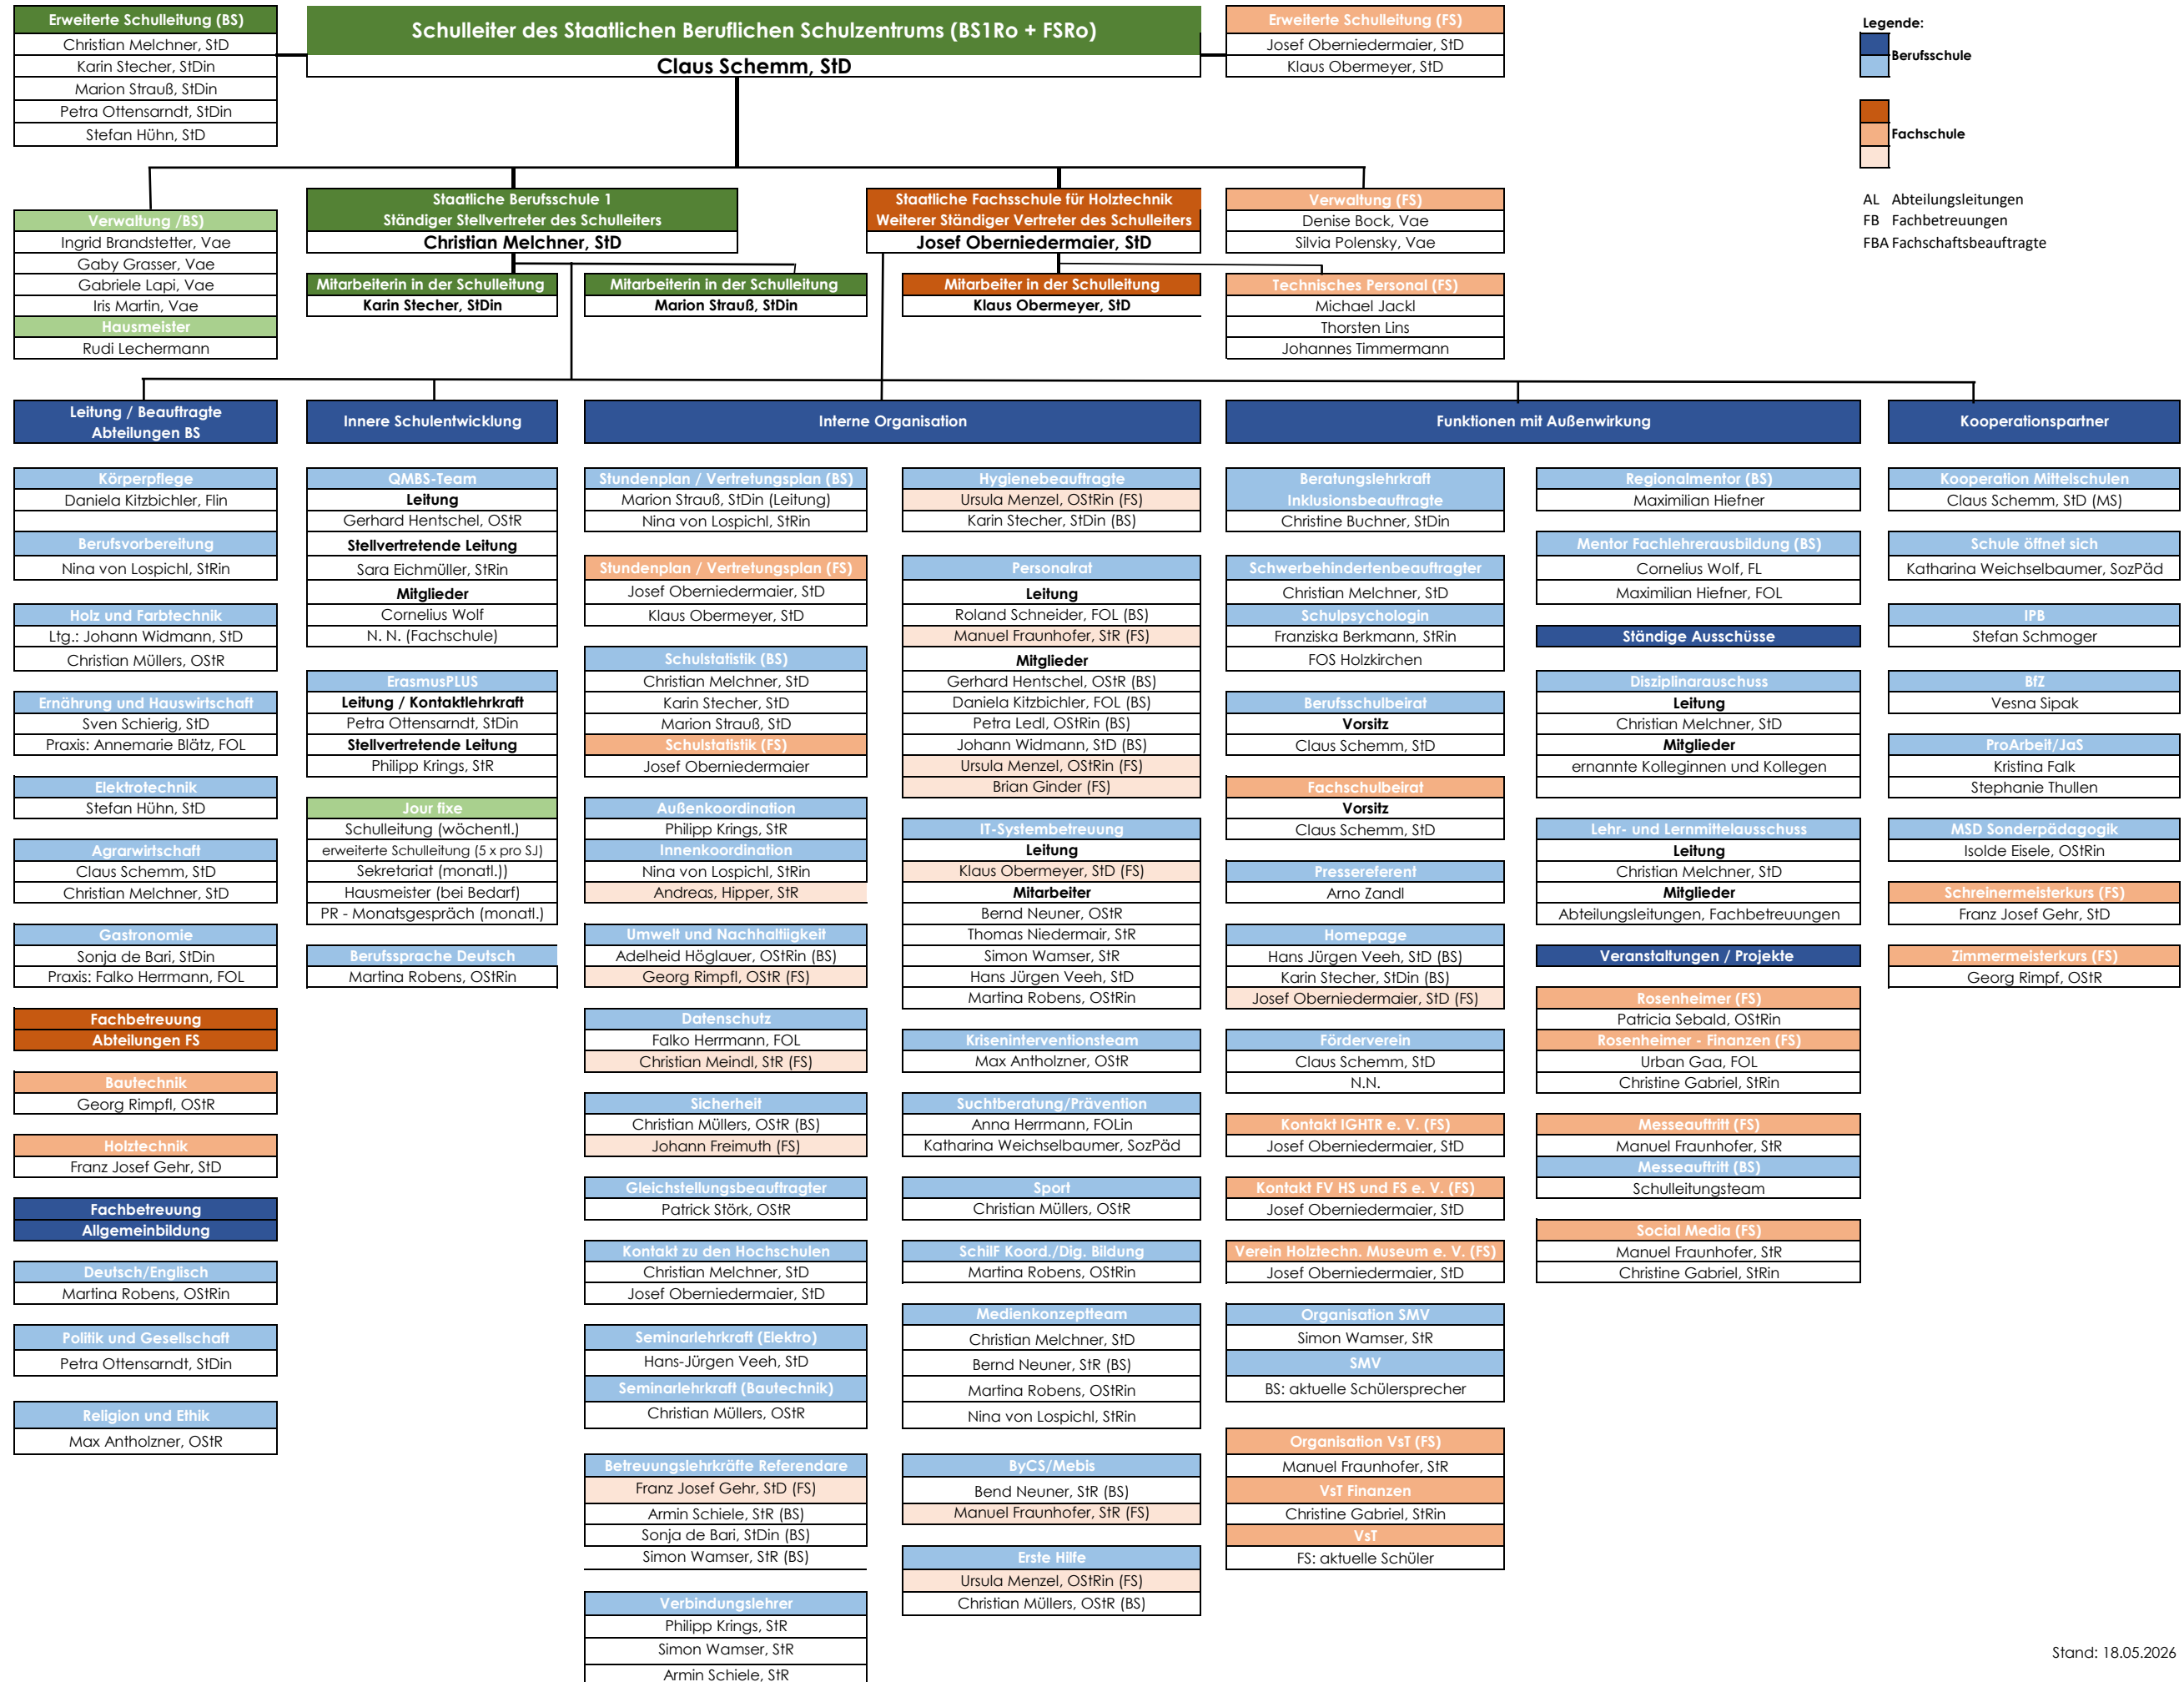 Erweiterte Schulleitung (BS)
Christian Melchner, StD
Karin Stecher, StDin
Marion Strauß, StDin
Petra Ottensarndt, StDin
Stefan Hühn, StD
Schulleiter des Staatlichen Beruflichen Schulzentrums (BS1Ro + FSRo)
Claus Schemm, StD
Erweiterte Schulleitung (FS)
Josef Oberniedermaier, StD
Klaus Obermeyer, StD
Legende:
Berufsschule
Fachschule
AL Abteilungsleitungen
FB Fachbetreuungen
FBA Fachschaftsbeauftragte
Verwaltung /BS)
Ingrid Brandstetter, Vae
Gaby Grasser, Vae
Gabriele Lapi, Vae
Iris Martin, Vae
Hausmeister
Rudi Lechermann
Staatliche Berufsschule 1
Ständiger Stellvertreter des Schulleiters
Christian Melchner, StD
Mitarbeiterin in der Schulleitung
Karin Stecher, StDin
Mitarbeiterin in der Schulleitung
Marion Strauß, StDin
Staatliche Fachsschule für Holztechnik
Weiterer Ständiger Vertreter des Schulleiters
Josef Oberniedermaier, StD
Mitarbeiter in der Schulleitung
Klaus Obermeyer, StD
Verwaltung (FS)
Denise Bock, Vae
Silvia Polensky, Vae
Technisches Personal (FS)
Michael Jackl
Thorsten Lins
Johannes Timmermann
Leitung / Beauftragte
Abteilungen BS
Körperpflege
Daniela Kitzbichler, Flin
Berufsvorbereitung
Nina von Lospichl, StRin
Holz und Farbtechnik
Ltg.: Johann Widmann, StD
Christian Müllers, OStR
Ernährung und Hauswirtschaft
Sven Schierig, StD
Praxis: Annemarie Blätz, FOL
Elektrotechnik
Stefan Hühn, StD
Agrarwirtschaft
Claus Schemm, StD
Christian Melchner, StD
Gastronomie
Sonja de Bari, StDin
Praxis: Falko Herrmann, FOL
Fachbetreuung
Abteilungen FS
Bautechnik
Georg Rimpfl, OStR
Holztechnik
Franz Josef Gehr, StD
Fachbetreuung
Allgemeinbildung
Deutsch/Englisch
Martina Robens, OStRin
Politik und Gesellschaft
Petra Ottensarndt, StDin
Religion und Ethik
Max Antholzner, OStR
Innere Schulentwicklung
QMBS-Team
Leitung
Gerhard Hentschel, OStR
Stellvertretende Leitung
Sara Eichmüller, StRin
Mitglieder
Cornelius Wolf
N. N. (Fachschule)
ErasmusPLUS
Leitung / Kontaktlehrkraft
Petra Ottensarndt, StDin
Stellvertretende Leitung
Philipp Krings, StR
Jour fixe
Schulleitung (wöchentl.)
erweiterte Schulleitung (5 x pro SJ)
Sekretariat (monatl.))
Hausmeister (bei Bedarf)
PR - Monatsgespräch (monatl.)
Berufssprache Deutsch
Martina Robens, OStRin
Interne Organisation
Stundenplan / Vertretungsplan (BS)
Marion Strauß, StDin (Leitung)
Nina von Lospichl, StRin
Stundenplan / Vertretungsplan (FS)
Josef Oberniedermaier, StD
Klaus Obermeyer, StD
Schulstatistik (BS)
Christian Melchner, StD
Karin Stecher, StD
Marion Strauß, StD
Schulstatistik (FS)
Josef Oberniedermaier
Außenkoordination
Philipp Krings, StR
Innenkoordination
Nina von Lospichl, StRin
Andreas, Hipper, StR
Umwelt und Nachhaltiigkeit
Adelheid Höglauer, OStRin (BS)
Georg Rimpfl, OStR (FS)
Datenschutz
Falko Herrmann, FOL
Christian Meindl, StR (FS)
Sicherheit
Christian Müllers, OStR (BS)
Johann Freimuth (FS)
Gleichstellungsbeauftragter
Patrick Störk, OStR
Kontakt zu den Hochschulen
Christian Melchner, StD
Josef Oberniedermaier, StD
Seminarlehrkraft (Elektro)
Hans-Jürgen Veeh, StD
Seminarlehrkraft (Bautechnik)
Christian Müllers, OStR
Betreuungslehrkräfte Referendare
Franz Josef Gehr, StD (FS)
Armin Schiele, StR (BS)
Sonja de Bari, StDin (BS)
Simon Wamser, StR (BS)
Verbindungslehrer
Philipp Krings, StR
Simon Wamser, StR
Armin Schiele, StR
Hygienebeauftragte
Ursula Menzel, OStRin (FS)
Karin Stecher, StDin (BS)
Personalrat
Leitung
Roland Schneider, FOL (BS)
Manuel Fraunhofer, StR (FS)
Mitglieder
Gerhard Hentschel, OStR (BS)
Daniela Kitzbichler, FOL (BS)
Petra Ledl, OStRin (BS)
Johann Widmann, StD (BS)
Ursula Menzel, OStRin (FS)
Brian Ginder (FS)
IT-Systembetreuung
Leitung
Klaus Obermeyer, StD (FS)
Mitarbeiter
Bernd Neuner, OStR
Thomas Niedermair, StR
Simon Wamser, StR
Hans Jürgen Veeh, StD
Martina Robens, OStRin
Kriseninterventionsteam
Max Antholzner, OStR
Suchtberatung/Prävention
Anna Herrmann, FOLin
Katharina Weichselbaumer, SozPäd
Sport
Christian Müllers, OStR
SchilF Koord./Dig. Bildung
Martina Robens, OStRin
Medienkonzeptteam
Christian Melchner, StD
Bernd Neuner, StR (BS)
Martina Robens, OStRin
Nina von Lospichl, StRin
ByCS/Mebis
Bend Neuner, StR (BS)
Manuel Fraunhofer, StR (FS)
Erste Hilfe
Ursula Menzel, OStRin (FS)
Christian Müllers, OStR (BS)
Funktionen mit Außenwirkung
Beratungslehrkraft
Inklusionsbeauftragte
Christine Buchner, StDin
Schwerbehindertenbeauftragter
Christian Melchner, StD
Schulpsychologin
Franziska Berkmann, StRin
FOS Holzkirchen
Berufsschulbeirat
Vorsitz
Claus Schemm, StD
Fachschulbeirat
Vorsitz
Claus Schemm, StD
Pressereferent
Arno Zandl
Homepage
Hans Jürgen Veeh, StD (BS)
Karin Stecher, StDin (BS)
Josef Oberniedermaier, StD (FS)
Förderverein
Claus Schemm, StD
N.N.
Kontakt IGHTR e. V. (FS)
Josef Oberniedermaier, StD
Kontakt FV HS und FS e. V. (FS)
Josef Oberniedermaier, StD
Verein Holztechn. Museum e. V. (FS)
Josef Oberniedermaier, StD
Organisation SMV
Simon Wamser, StR
SMV
BS: aktuelle Schülersprecher
Organisation VsT (FS)
Manuel Fraunhofer, StR
VsT Finanzen
Christine Gabriel, StRin
VsT
FS: aktuelle Schüler
Regionalmentor (BS)
Maximilian Hiefner
Mentor Fachlehrerausbildung (BS)
Cornelius Wolf, FL
Maximilian Hiefner, FOL
Ständige Ausschüsse
Disziplinarauschuss
Leitung
Christian Melchner, StD
Mitglieder
ernannte Kolleginnen und Kollegen
Lehr- und Lernmittelausschuss
Leitung
Christian Melchner, StD
Mitglieder
Abteilungsleitungen, Fachbetreuungen
Veranstaltungen / Projekte
Rosenheimer (FS)
Patricia Sebald, OStRin
Rosenheimer - Finanzen (FS)
Urban Gaa, FOL
Christine Gabriel, StRin
Messeauftritt (FS)
Manuel Fraunhofer, StR
Messeauftritt (BS)
Schulleitungsteam
Social Media (FS)
Manuel Fraunhofer, StR
Christine Gabriel, StRin
Kooperationspartner
Kooperation Mittelschulen
Claus Schemm, StD (MS)
Schule öffnet sich
Katharina Weichselbaumer, SozPäd
IPB
Stefan Schmoger
BfZ
Vesna Sipak
ProArbeit/JaS
Kristina Falk
Stephanie Thullen
MSD Sonderpädagogik
Isolde Eisele, OStRin
Schreinermeisterkurs (FS)
Franz Josef Gehr, StD
Zimmermeisterkurs (FS)
Georg Rimpf, OStR
Stand: 18.05.2026